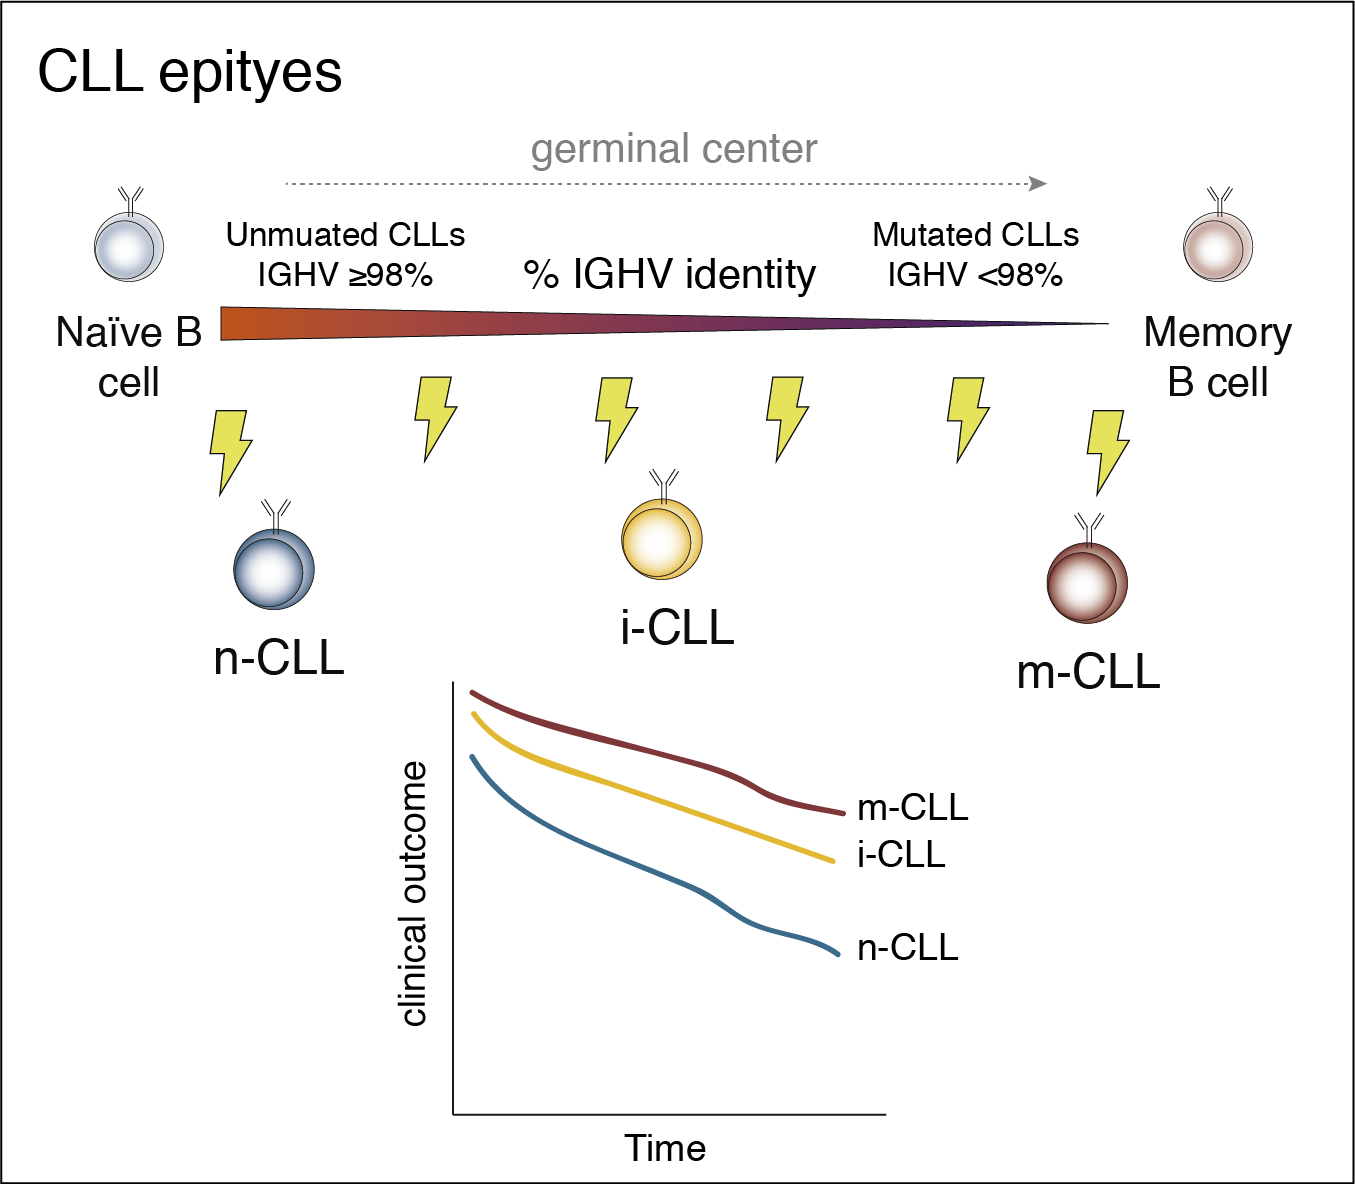 CLL epityes
germinal center
Unmuated CLLs
IGHV ≥98%
% IGHV identity
Mutated CLLs
IGHV <98%
Naïve B
cell
Memory
B cell
n-CLL
i-CLL
m-CLL
clinical outcome
m-CLL
i-CLL
n-CLL
Time